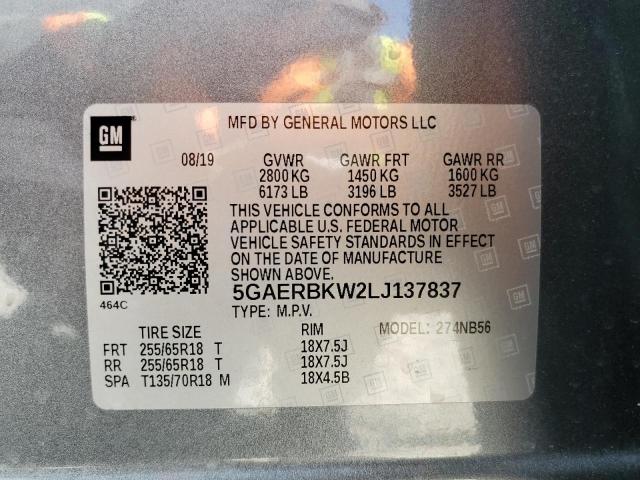 GM
MFD BY GENERAL MOTORS LLC
08/19 GVWR GAWR FRT GAWR RR
2800 KG 1450 KG 1600 KG
6173 LB 3196 LB 3527 LB
THIS VEHICLE CONFORMS TO ALL
APPLICABLE U.S. FEDERAL MOTOR
VEHICLE SAFETY STANDARDS IN EFFECT
ON THE DATE OF MANUFACTURE
SHOWN ABOVE.
464C
5GAERBKW2LJ137837
TYPE: M.P.V.
TIRE SIZE RIM MODEL: 274NB56
FRT 255/65R18 T 18X7.5J
RR 255/65R18 T 18X7.5J
SPA T135/70R18 M 18X4.5B